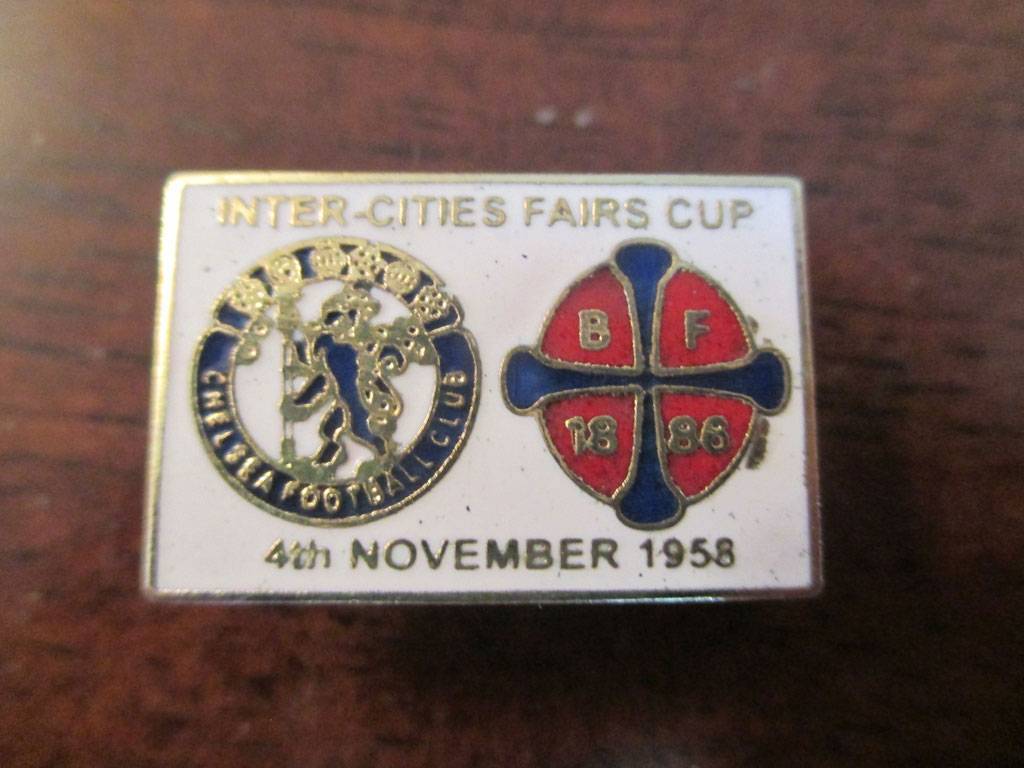 INTER-CITIES FAIRS CUP
CHELSEA FOOTBALL CLUB
B F
18 86
4th NOVEMBER 1958